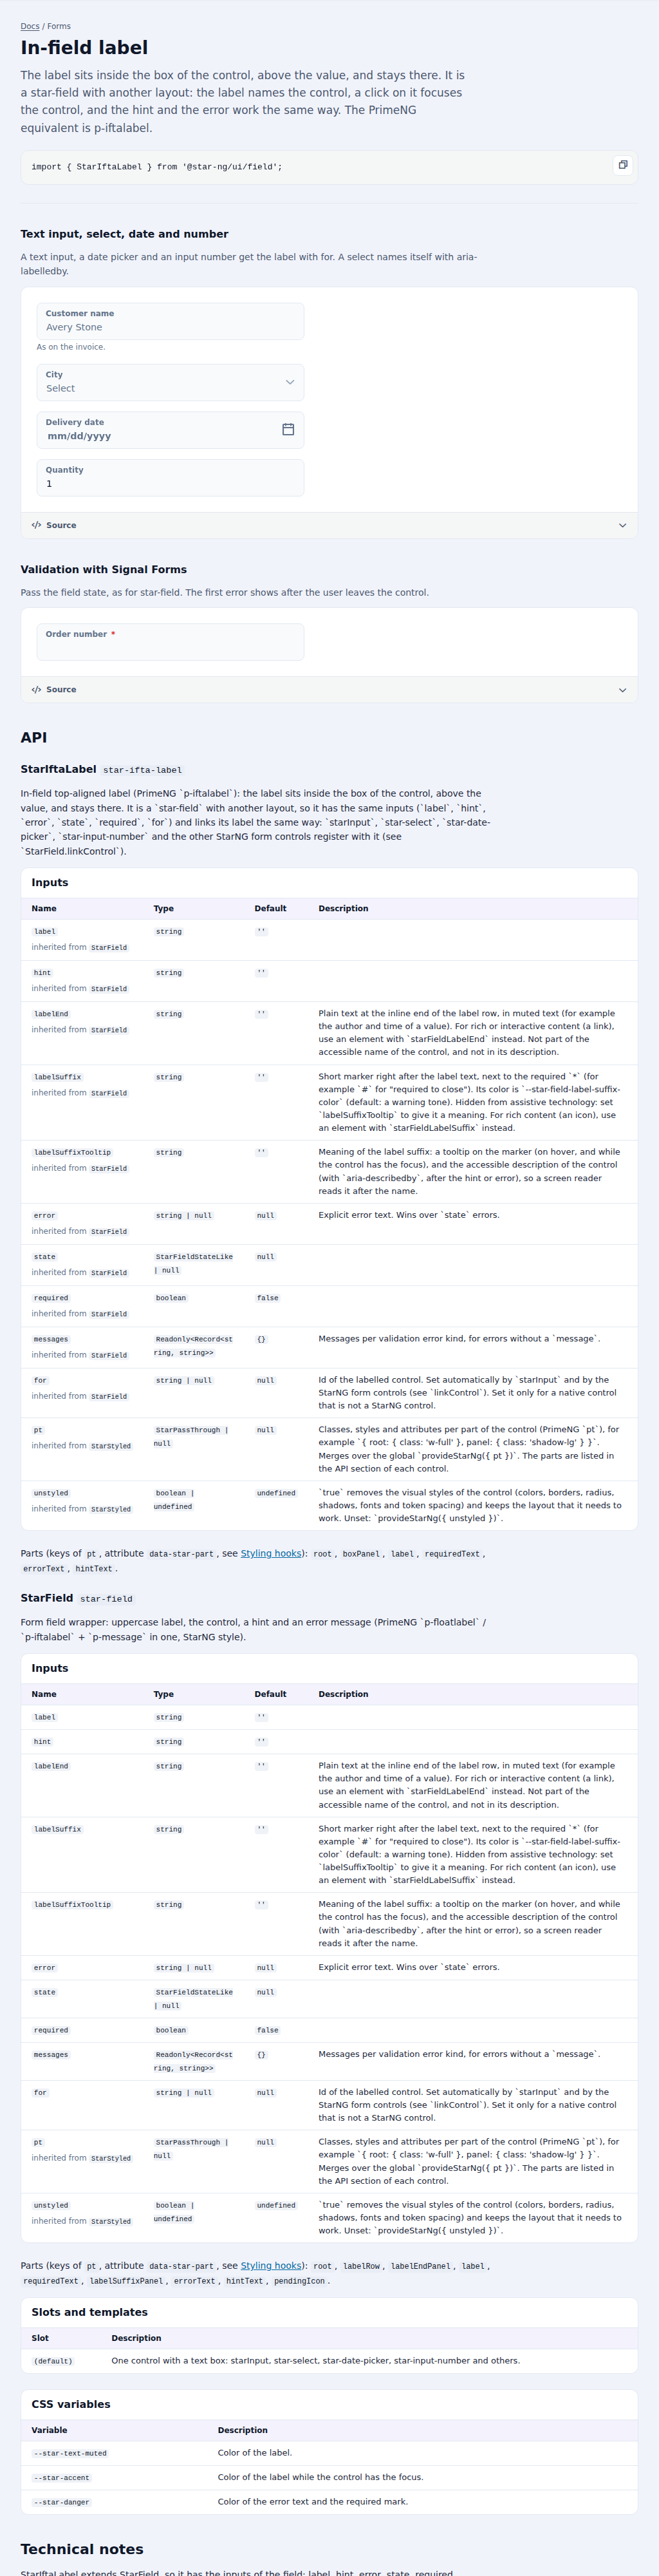 Docs / Forms
In-field label
The label sits inside the box of the control, above the value, and stays there. It is
a star-field with another layout: the label names the control, a click on it focuses
the control, and the hint and the error work the same way. The PrimeNG
equivalent is p-iftalabel.
import { StarIftaLabel } from '@star-ng/ui/field';
Text input, select, date and number
A text input, a date picker and an input number get the label with for. A select names itself with aria-
labelledby.
Customer name
Avery Stone
As on the invoice.
City
Select
Delivery date
mm/dd/yyyy
Quantity
1
Source
Validation with Signal Forms
Pass the field state, as for star-field. The first error shows after the user leaves the control.
Order number *
Source
API
StarIftaLabel star-ifta-label
In-field top-aligned label (PrimeNG `p-iftalabel`): the label sits inside the box of the control, above the
value, and stays there. It is a `star-field` with another layout, so it has the same inputs (`label`, `hint`,
`error`, `state`, `required`, `for`) and links its label the same way: `starInput`, `star-select`, `star-date-
picker`, `star-input-number` and the other StarNG form controls register with it (see
`StarField.linkControl`).
Inputs
Name Type Default Description
label string ''
inherited from StarField
hint string ''
inherited from StarField
labelEnd string '' Plain text at the inline end of the label row, in muted text (for example
the author and time of a value). For rich or interactive content (a link),
inherited from StarField
use an element with `starFieldLabelEnd` instead. Not part of the
accessible name of the control, and not in its description.
labelSuffix string '' Short marker right after the label text, next to the required `*` (for
example `#` for "required to close"). Its color is `--star-field-label-suffix-
inherited from StarField
color` (default: a warning tone). Hidden from assistive technology: set
`labelSuffixTooltip` to give it a meaning. For rich content (an icon), use
an element with `starFieldLabelSuffix` instead.
labelSuffixTooltip string '' Meaning of the label suffix: a tooltip on the marker (on hover, and while
the control has the focus), and the accessible description of the control
inherited from StarField
(with `aria-describedby`, after the hint or error), so a screen reader
reads it after the name.
error string | null null Explicit error text. Wins over `state` errors.
inherited from StarField
state StarFieldStateLike | null null
inherited from StarField
required boolean false
inherited from StarField
messages Readonly<Record<string, string>> {} Messages per validation error kind, for errors without a `message`.
inherited from StarField
for string | null null Id of the labelled control. Set automatically by `starInput` and by the
StarNG form controls (see `linkControl`). Set it only for a native control
inherited from StarField
that is not a StarNG control.
pt StarPassThrough | null null Classes, styles and attributes per part of the control (PrimeNG `pt`), for
example `{ root: { class: 'w-full' }, panel: { class: 'shadow-lg' } }`.
inherited from StarStyled
Merges over the global `provideStarNg({ pt })`. The parts are listed in
the API section of each control.
unstyled boolean | undefined undefined `true` removes the visual styles of the control (colors, borders, radius,
shadows, fonts and token spacing) and keeps the layout that it needs to
inherited from StarStyled
work. Unset: `provideStarNg({ unstyled })`.
Parts (keys of pt, attribute data-star-part, see Styling hooks): root, boxPanel, label, requiredText,
errorText, hintText.
StarField star-field
Form field wrapper: uppercase label, the control, a hint and an error message (PrimeNG `p-floatlabel` /
`p-iftalabel` + `p-message` in one, StarNG style).
Inputs
Name Type Default Description
label string ''
hint string ''
labelEnd string '' Plain text at the inline end of the label row, in muted text (for example
the author and time of a value). For rich or interactive content (a link),
use an element with `starFieldLabelEnd` instead. Not part of the
accessible name of the control, and not in its description.
labelSuffix string '' Short marker right after the label text, next to the required `*` (for
example `#` for "required to close"). Its color is `--star-field-label-suffix-
color` (default: a warning tone). Hidden from assistive technology: set
`labelSuffixTooltip` to give it a meaning. For rich content (an icon), use
an element with `starFieldLabelSuffix` instead.
labelSuffixTooltip string '' Meaning of the label suffix: a tooltip on the marker (on hover, and while
the control has the focus), and the accessible description of the control
(with `aria-describedby`, after the hint or error), so a screen reader
reads it after the name.
error string | null null Explicit error text. Wins over `state` errors.
state StarFieldStateLike | null null
required boolean false
messages Readonly<Record<string, string>> {} Messages per validation error kind, for errors without a `message`.
for string | null null Id of the labelled control. Set automatically by `starInput` and by the
StarNG form controls (see `linkControl`). Set it only for a native control
that is not a StarNG control.
pt StarPassThrough | null null Classes, styles and attributes per part of the control (PrimeNG `pt`), for
example `{ root: { class: 'w-full' }, panel: { class: 'shadow-lg' } }`.
inherited from StarStyled
Merges over the global `provideStarNg({ pt })`. The parts are listed in
the API section of each control.
unstyled boolean | undefined undefined `true` removes the visual styles of the control (colors, borders, radius,
shadows, fonts and token spacing) and keeps the layout that it needs to
inherited from StarStyled
work. Unset: `provideStarNg({ unstyled })`.
Parts (keys of pt, attribute data-star-part, see Styling hooks): root, labelRow, labelEndPanel, label,
requiredText, labelSuffixPanel, errorText, hintText, pendingIcon.
Slots and templates
Slot Description
(default) One control with a text box: starInput, star-select, star-date-picker, star-input-number and others.
CSS variables
Variable Description
--star-text-muted Color of the label.
--star-accent Color of the label while the control has the focus.
--star-danger Color of the error text and the required mark.
Technical notes
StarIftaLabel extends StarField, so it has the inputs of the field: label, hint, error, state, required,